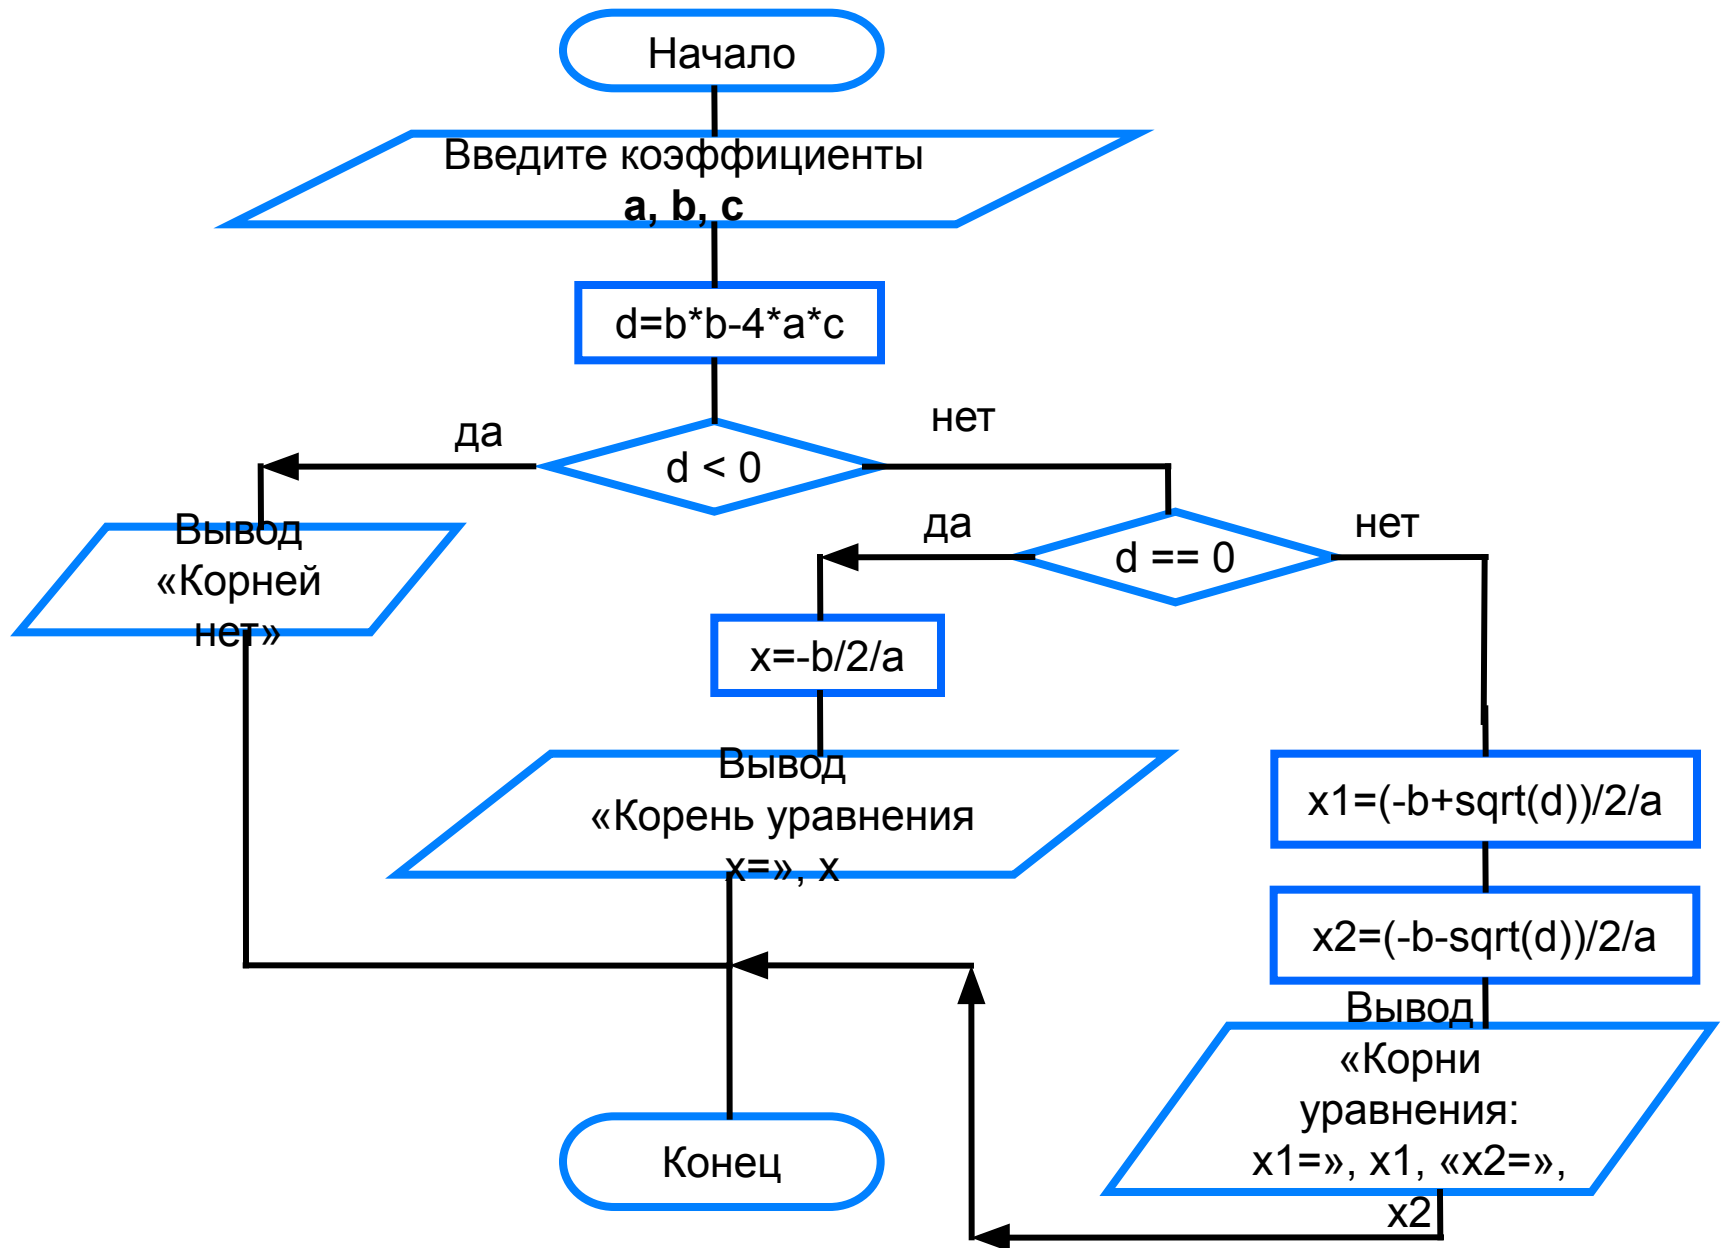 Начало
Введите коэффициенты
a, b, c
d=b*b-4*a*c
да
нет
d < 0
да
нет
d == 0
Вывод
«Корней
нет»
x=-b/2/a
Вывод
«Корень уравнения
x=», x
x1=(-b+sqrt(d))/2/a
x2=(-b-sqrt(d))/2/a
Вывод
«Корни
уравнения:
x1=», x1, «x2=»,
x2
Конец